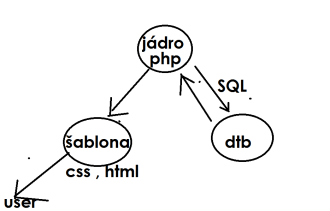 jádro
php
SQL
šablona
dtb
css , html
user